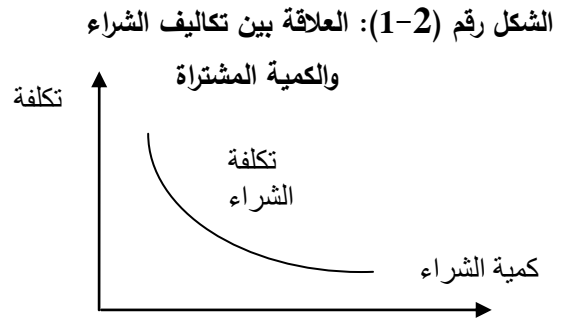 الشكل رقم (2-1): العلاقة بين تكاليف الشراء
والكمية المشتراة
تكلفة
تكلفة
الشراء
كمية الشراء